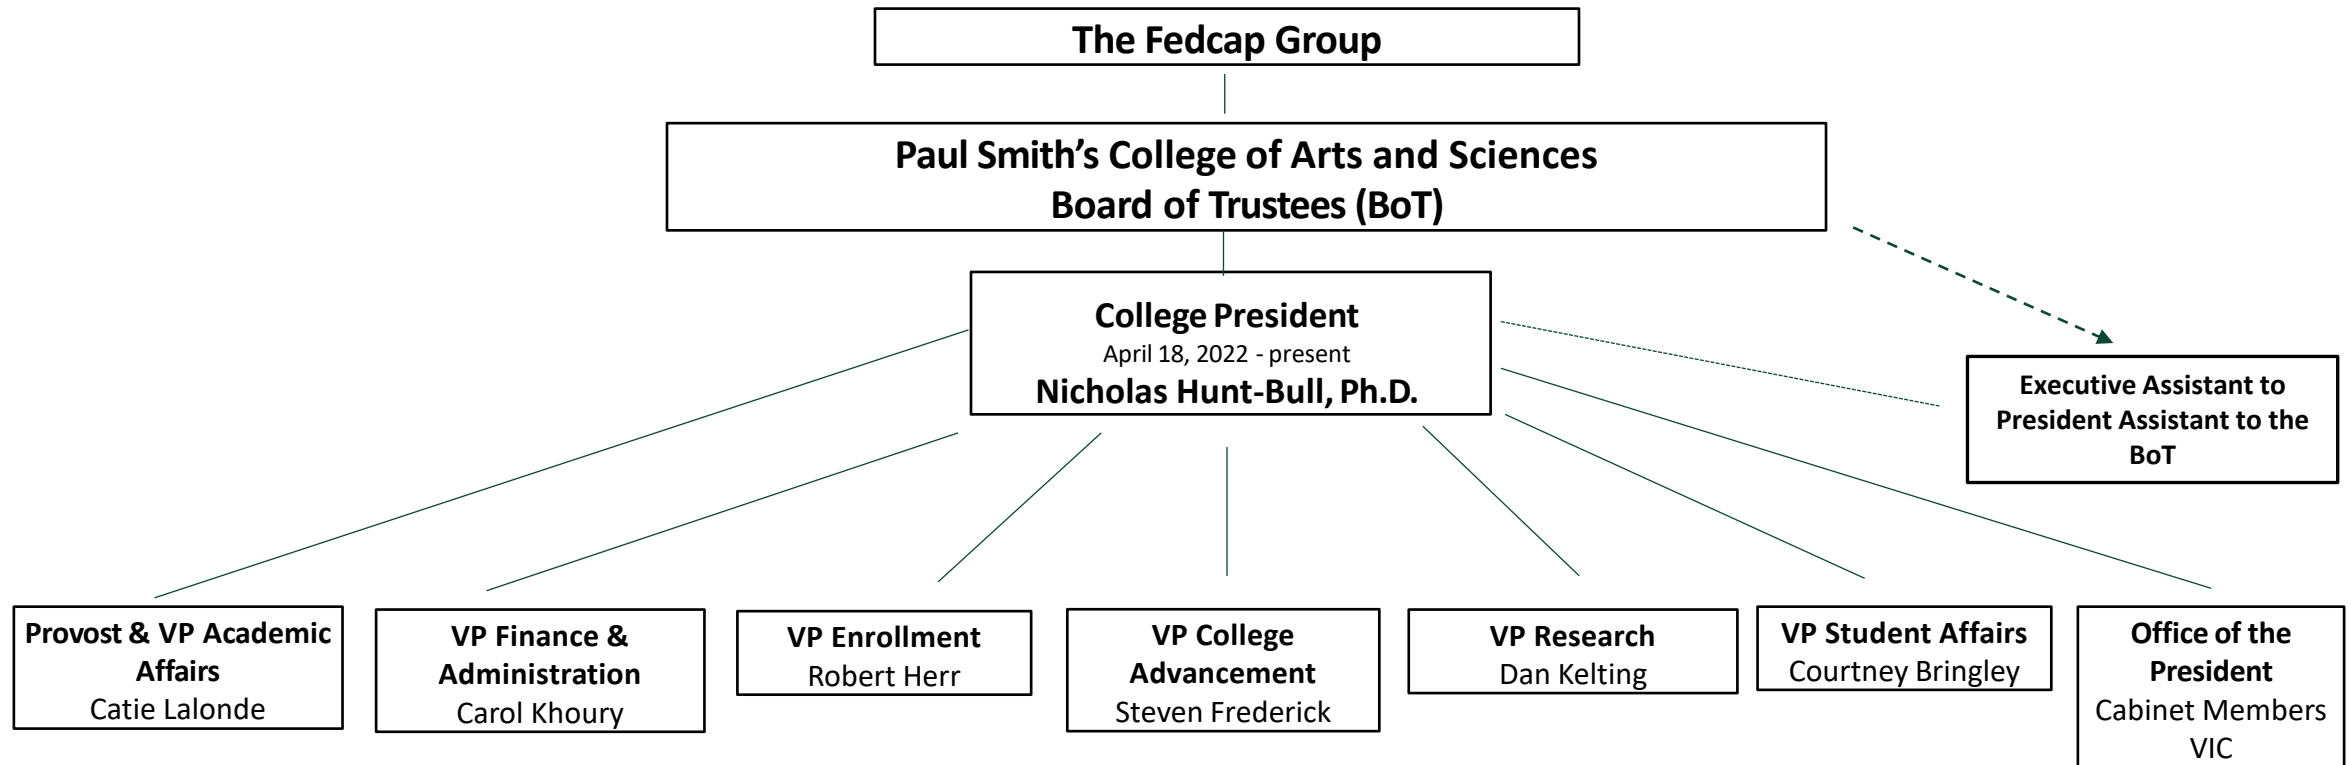 The Fedcap Group
Paul Smith’s College of Arts and Sciences
Board of Trustees (BoT)
College President
April 18, 2022 - present
Nicholas Hunt-Bull, Ph.D.
Executive Assistant to
President Assistant to the
BoT
Provost & VP Academic
Affairs
Catie Lalonde
VP Finance &
Administration
Carol Khoury
VP Enrollment
Robert Herr
VP College
Advancement
Steven Frederick
VP Research
Dan Kelting
VP Student Affairs
Courtney Bringley
Office of the
President
Cabinet Members
VIC